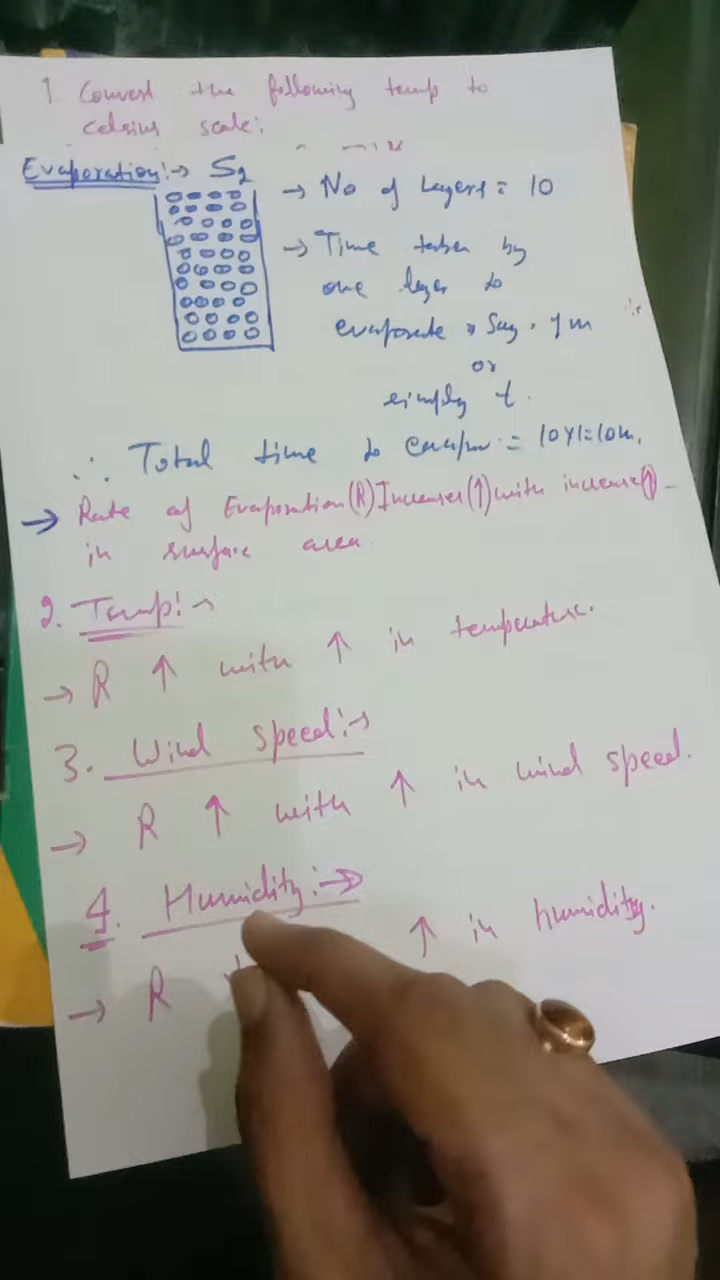 1. Convert the following temp to
celsius scale:
Evaporation:→ S2
→ No of Layers = 10
→ Time taken by
one layer to
evaporate = Say. 1m
or
simply t.
∴ Total time to evapor = 10×1=10m.
→ Rate of Evaporation(R) Increases(↑) with increase(↑)
in surface area.
2. Temp:→
→ R ↑ with ↑ in temperature.
3. Wind speed:→
→ R ↑ with ↑ in wind speed.
4. Humidity:→
→ R ↑ in humidity.